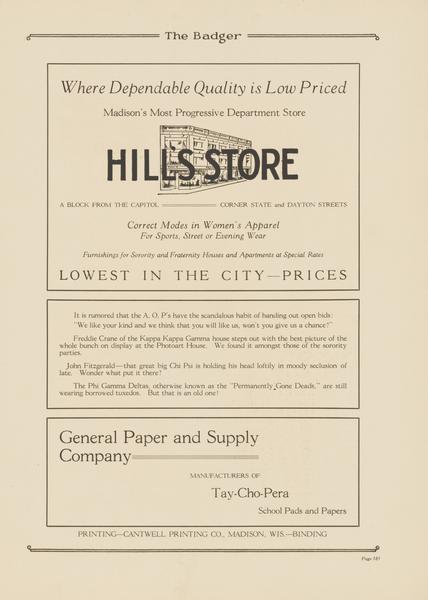 The Badger
Where Dependable Quality is Low Priced
Madison's Most Progressive Department Store
HILL'S STORE
A BLOCK FROM THE CAPITOL CORNER STATE and DAYTON STREETS
Correct Modes in Women's Apparel
For Sports, Street or Evening Wear
Furnishings for Sorority and Fraternity Houses and Apartments at Special Rates
LOWEST IN THE CITY—PRICES
It is rumored that the A. O. P's have the scandalous habit of handing out open bids:
"We like your kind and we think that you will like us, won't you give us a chance?"
Freddie Crane of the Kappa Kappa Gamma house steps out with the best picture of the
whole bunch on display at the Photoart House. We found it amongst those of the sorority
parties.
John Fitzgerald—that great big Chi Psi is holding his head loftily in moody seclusion of
late. Wonder what put it there?
The Phi Gamma Deltas, otherwise known as the "Permanently Gone Deads," are still
wearing borrowed tuxedos. But that is an old one!
General Paper and Supply
Company
MANUFACTURERS OF
Tay-Cho-Pera
School Pads and Papers
PRINTING—CANTWELL PRINTING CO., MADISON, WIS.—BINDING
Page